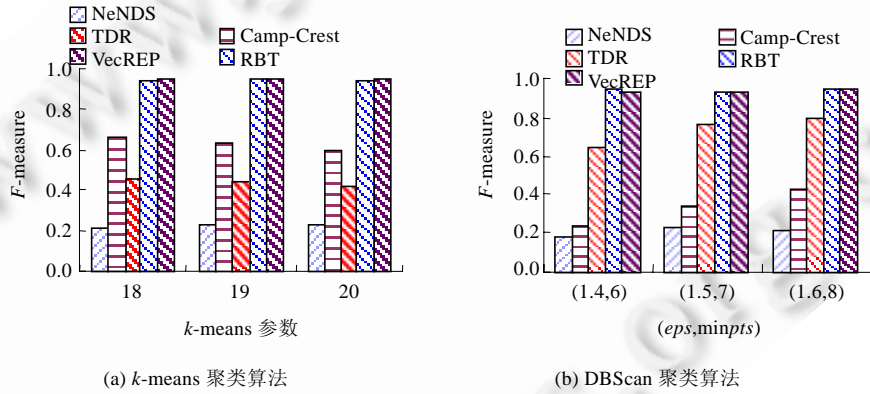 NeNDS
TDR
Camp-Crest
VecREP
RBT
1.0
0.8
0.6
0.4
0.2
0.0
F-measure
18
19
20
k-means 参数
(a) k-means 聚类算法
NeNDS
Camp-Crest
TDR
RBT
VecREP
1.0
0.8
0.6
0.4
0.2
0.0
F-measure
(1.4,6)
(1.5,7)
(1.6,8)
(eps,minpts)
(b) DBScan 聚类算法